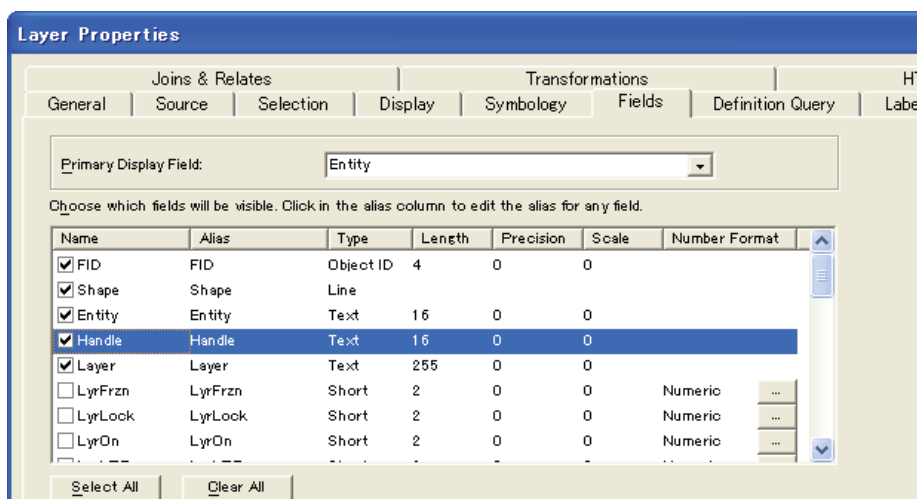 Layer Properties
Joins & Relates Transformations
General Source Selection Display Symbology Fields Definition Query
Primary Display Field: Entity
Choose which fields will be visible. Click in the alias column to edit the alias for any field.
Name Alias Type Length Precision Scale Number Format
FID FID Object ID 4 0 0
Shape Shape Line
Entity Entity Text 16 0 0
Handle Handle Text 16 0 0
Layer Layer Text 255 0 0
LyrFrzn LyrFrzn Short 2 0 0 Numeric ...
LyrLock LyrLock Short 2 0 0 Numeric ...
LyrOn LyrOn Short 2 0 0 Numeric ...
Select All Clear All